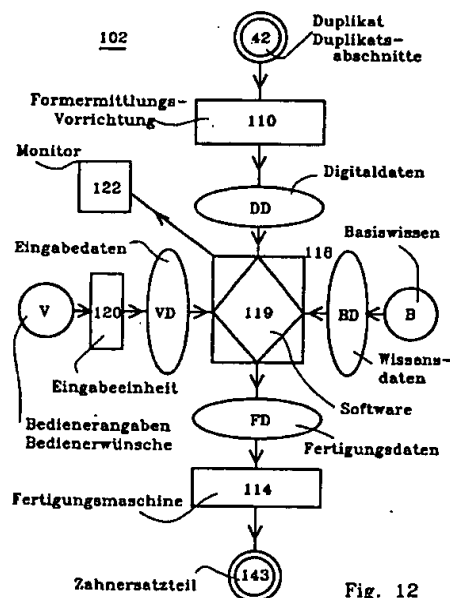 102
42
Duplikat
Duplikats-
abschnitte
Formermittlungs-
Vorrichtung
110
Monitor
122
DD
Digitaldaten
Eingabedaten
118
Basiswissen
V
120
VD
119
BD
B
Eingabeeinheit
Wissens-
daten
Software
Bedienerangaben
Bedienerwünsche
FD
Fertigungsdaten
114
Fertigungsmaschine
143
Zahnersatzteil
Fig. 12